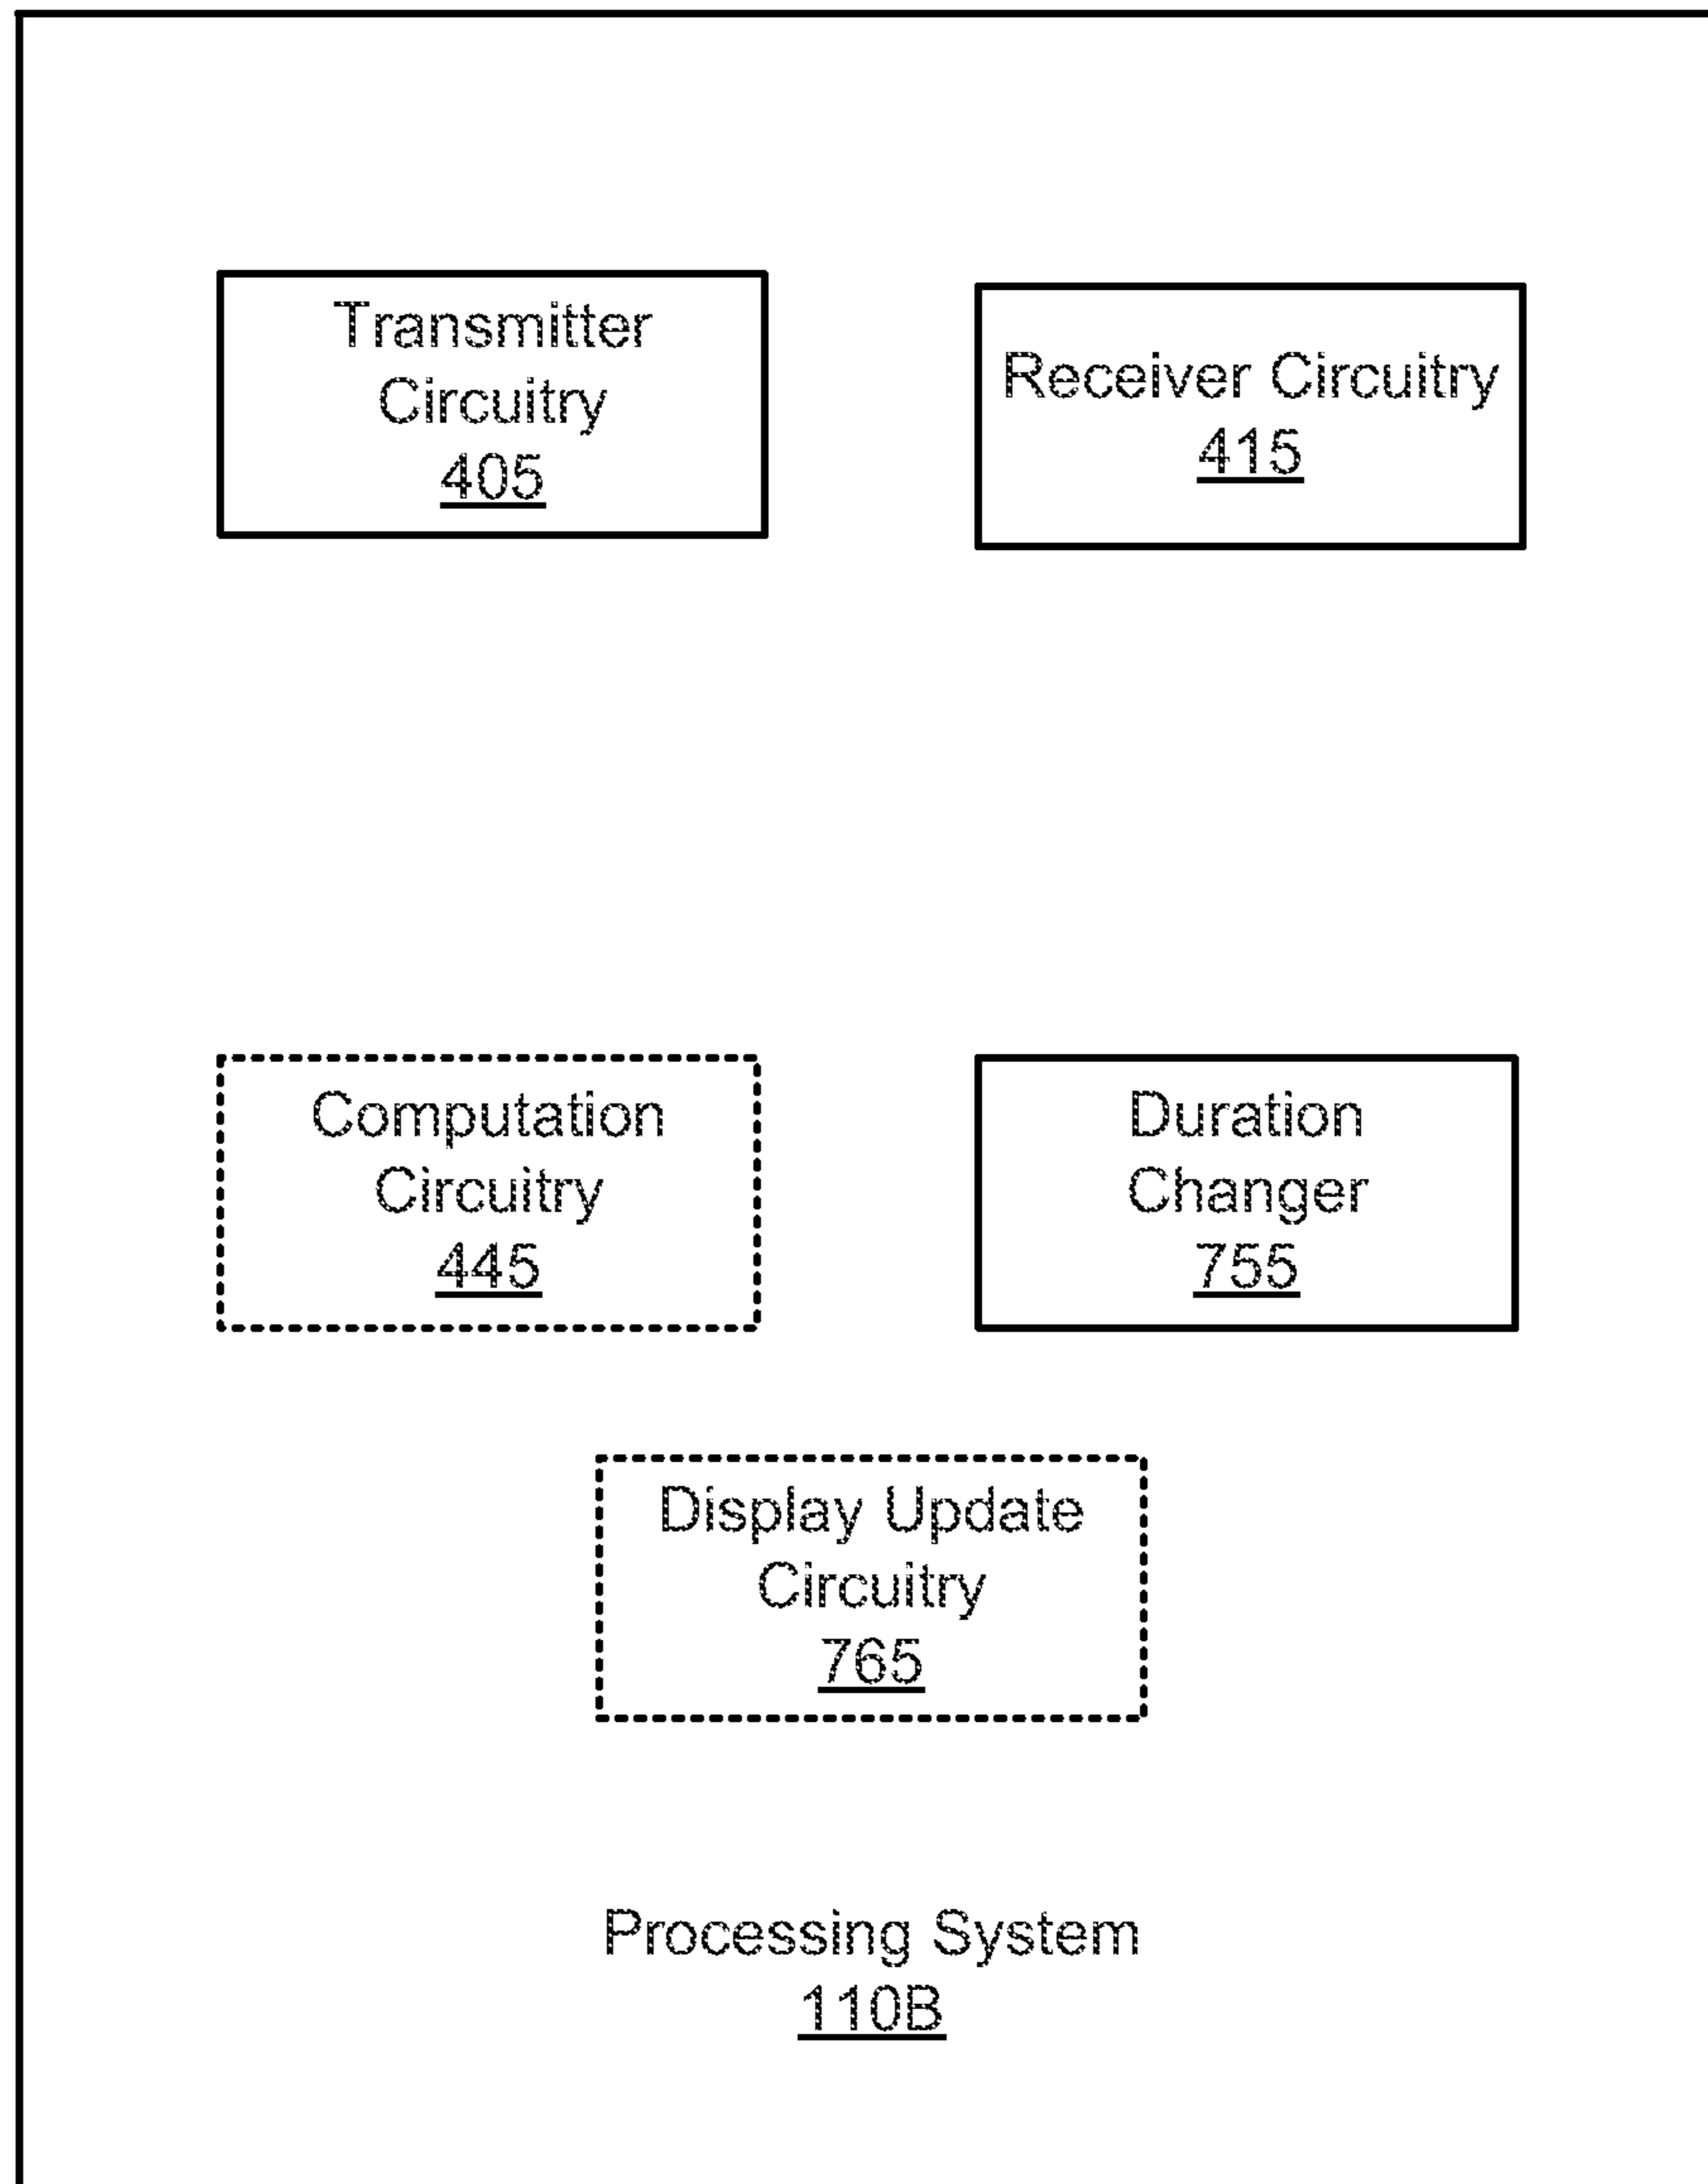 Transmitter
Circuitry
405
Receiver Circuitry
415
Computation
Circuitry
445
Duration
Changer
755
Display Update
Circuitry
765
Processing System
110B